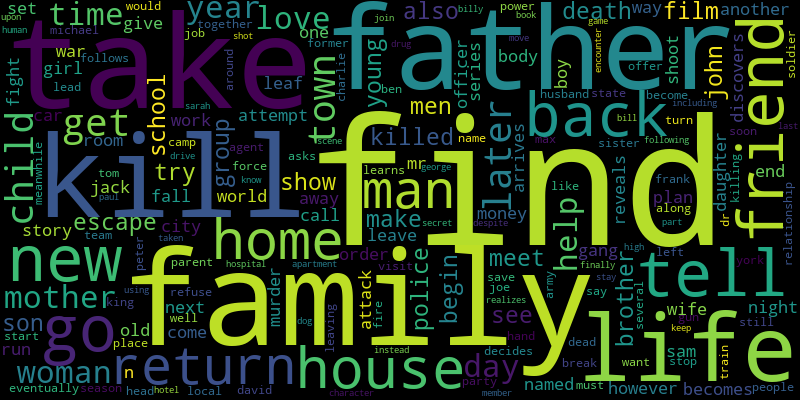 take
father
find
kill
family
life
friend
back
man
home
house
return
new
go
tell
time
year
love
also
death
way
film
another
set
michael
would
job
together
give
upon
human
war
follows
girl
fight
lead
car
school
child
get
room
work
attempt
try
jack
tom
paul
meanwhile
escape
fall
story
team
city
mother
son
parent
peter
king
old
place
run
start
well
using
refuse
next
come
woman
n
eventually
season
head
hotel
local
david
dog
taken
hospital
murder
apartment
leaving
visit
fire
attack
order
call
away
show
world
force
drive
camp
agent
group
leaf
one
former
charlie
around
town
young
ben
men
killed
asks
know
scene
learns
mr
george
make
secret
leave
despite
police
instead
character
party
member
day
see
begin
realizes
decides
hand
joe
save
meet
army
finally
say
dead
break
named
must
want
however
stop
sam
wife
brother
several
becomes
people
keep
train
gun
york
left
high
stay
night
still
end
relationship
last
part
plan
along
dr
daughter
killing
soon
discovers
john
shoot
soldier
boy
offer
body
officer
series
join
drug
billy
power
book
move
shot
game
encounter
husband
state
become
bill
turn
including
following
sister
frank
max
like
reveals
help
money
arrives
later
name
possible